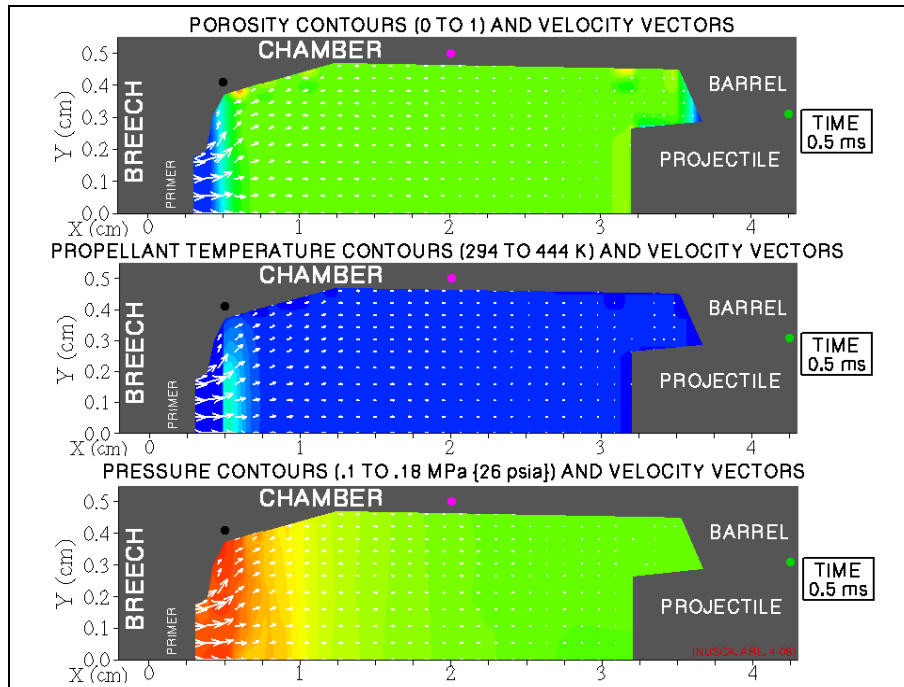 POROSITY CONTOURS (0 TO 1) AND VELOCITY VECTORS
CHAMBER
BREECH
PRIMER
BARREL
PROJECTILE
TIME
0.5 ms
Y (cm)
0.5
0.4
0.3
0.2
0.1
0.0
X (cm) 0 1 2 3 4
PROPELLANT TEMPERATURE CONTOURS (294 TO 444 K) AND VELOCITY VECTORS
CHAMBER
BREECH
PRIMER
BARREL
PROJECTILE
TIME
0.5 ms
Y (cm)
0.5
0.4
0.3
0.2
0.1
0.0
X (cm) 0 1 2 3 4
PRESSURE CONTOURS (.1 TO .18 MPa {26 psia}) AND VELOCITY VECTORS
CHAMBER
BREECH
PRIMER
BARREL
PROJECTILE
TIME
0.5 ms
Y (cm)
0.5
0.4
0.3
0.2
0.1
0.0
X (cm) 0 1 2 3 4
(NUSCA, ARL, 4-08)